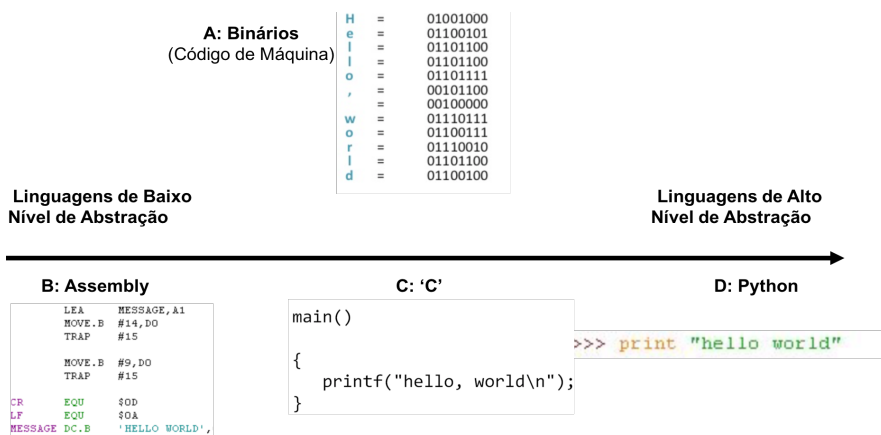 A: Binários
(Código de Máquina)
H = 01001000
e = 01100101
l = 01101100
l = 01101100
o = 01101111
, = 00101100
= 00100000
w = 01110111
o = 01100111
r = 01110010
l = 01101100
d = 01100100
Linguagens de Baixo
Nível de Abstração
Linguagens de Alto
Nível de Abstração
B: Assembly
LEA MESSAGE,A1
MOVE.B #14,D0
TRAP #15
MOVE.B #9,D0
TRAP #15
CR EQU $0D
LF EQU $0A
MESSAGE DC.B 'HELLO WORLD',
C: ‘C’
main()
{
printf("hello, world\n");
}
D: Python
>>> print "hello world"